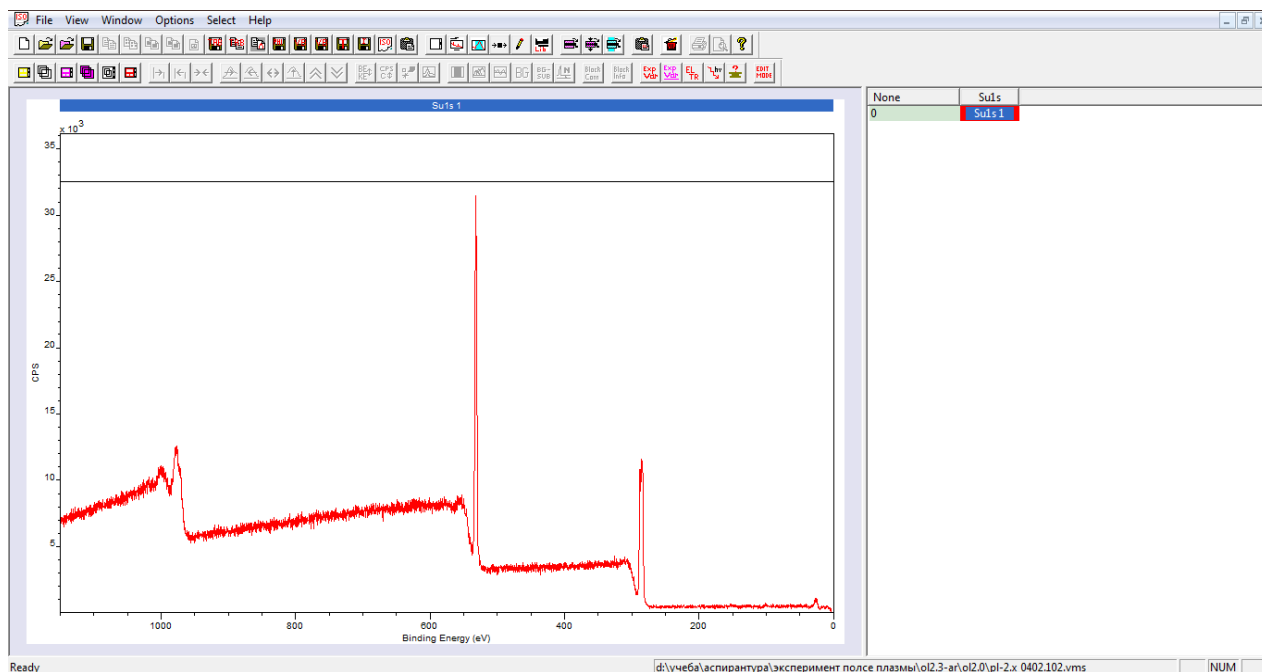 File View Window Options Select Help
None Su1s
0 Su1s 1
Su1s 1
x 10³
35
30
25
20
15
10
5
CPS
1000 800 600 400 200 0
Binding Energy (eV)
Ready d:\учеба\аспирантура\эксперимент полсе плазмы\ol2.3-ar\ol2.0\pl-2.x 0402.102.vms NUM